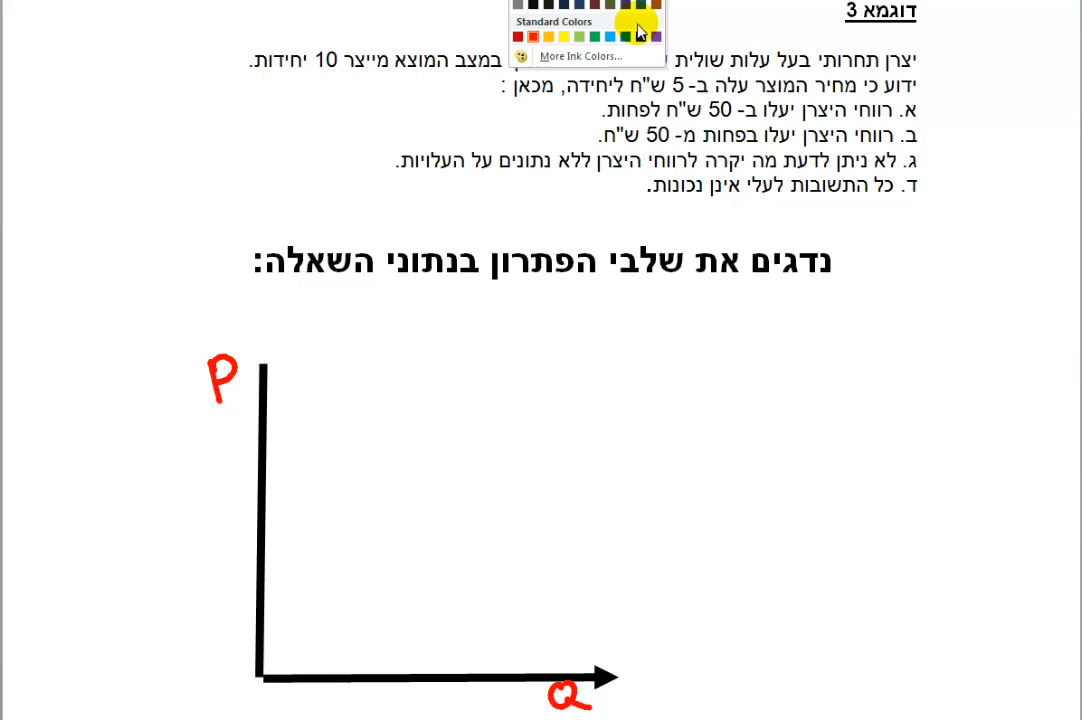 Standard Colors
More Ink Colors...
דוגמא 3
יצרן תחרותי בעל עלות שולית במצב המוצא מייצר 10 יחידות.
ידוע כי מחיר המוצר עלה ב- 5 ש"ח ליחידה, מכאן :
א. רווחי היצרן יעלו ב- 50 ש"ח לפחות.
ב. רווחי היצרן יעלו בפחות מ- 50 ש"ח.
ג. לא ניתן לדעת מה יקרה לרווחי היצרן ללא נתונים על העלויות.
ד. כל התשובות לעלי אינן נכונות.
נדגים את שלבי הפתרון בנתוני השאלה:
P
Q